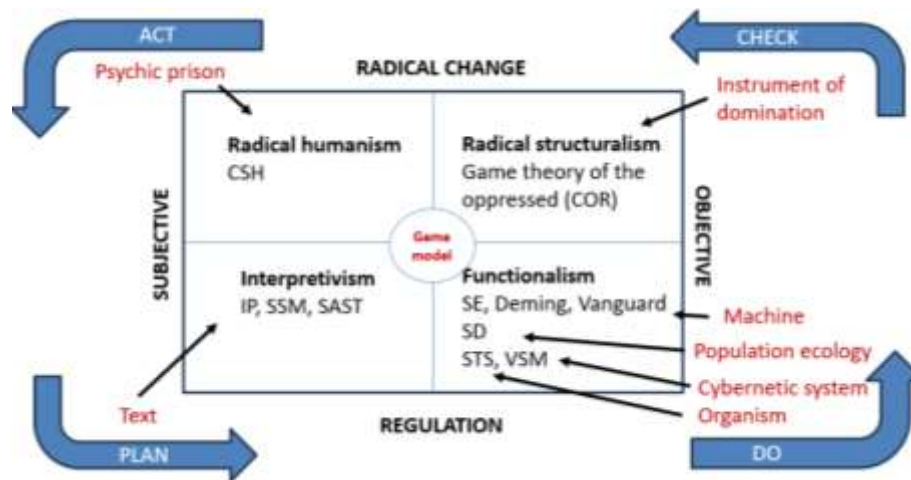 ACT
CHECK
Psychic prison
RADICAL CHANGE
Instrument of
domination
Radical humanism
CSH
Radical structuralism
Game theory of the
oppressed (COR)
SUBJECTIVE
OBJECTIVE
Game
model
Interpretivism
IP, SSM, SAST
Functionalism
SE, Deming, Vanguard
SD
STS, VSM
Machine
Population ecology
Cybernetic system
Organism
Text
REGULATION
PLAN
DO